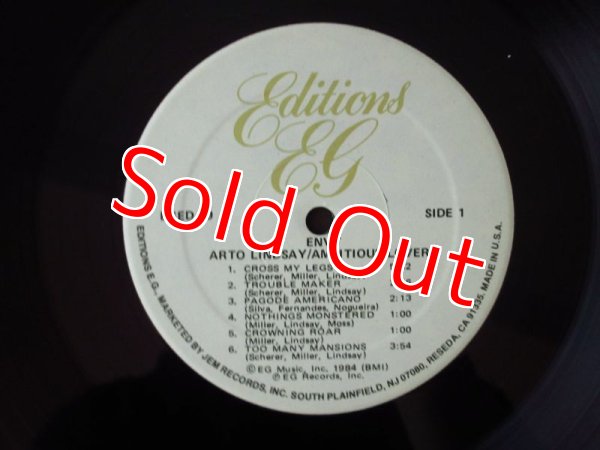 Editions
EG
SIDE 1
Sold Out
ARTO LINDSAY/
1. CROSS MY LEGS
(Scherer, Miller, Lindsay)
2. TROUBLE MAKER
(Scherer, Miller, Lindsay)
3. PAGODE AMERICANO 2:13
(Silva, Fernandes, Nogueira)
4. NOTHINGS MONSTERED 1:00
(Miller, Lindsay, Moss)
5. CROWNING ROAR 1:00
(Miller, Lindsay)
6. TOO MANY MANSIONS 3:54
(Scherer, Miller, Lindsay)
©EG Music, Inc. 1984 (BMI)
℗EG Records, Inc.
EDITIONS E.G., MARKETED BY JEM RECORDS, INC. SOUTH PLAINFIELD, NJ 07080, RESEDA, CA 91335. MADE IN U.S.A.